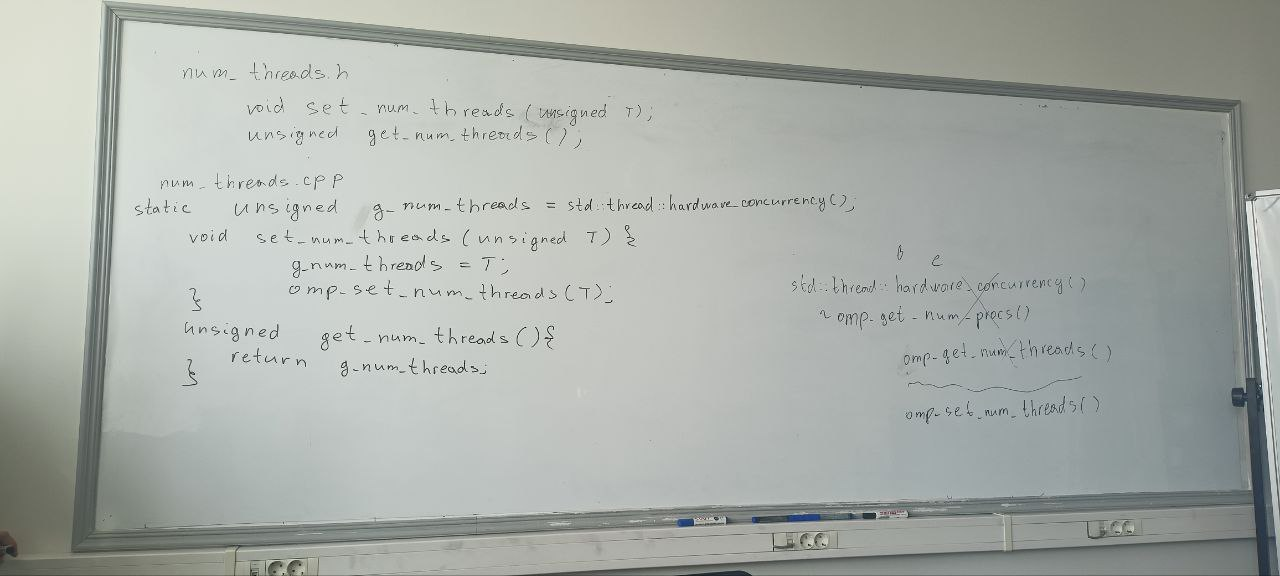 num_threads.h
void set_num_threads(unsigned T);
unsigned get_num_threads();
num_threads.cpp
static unsigned g_num_threads = std::thread::hardware_concurrency();
void set_num_threads(unsigned T) {
g_num_threads = T;
omp_set_num_threads(T);
}
unsigned get_num_threads(){
return g_num_threads;
}
std::thread::hardware_concurrency()
~ omp_get_num_procs()
omp_get_num_threads()
omp_set_num_threads()